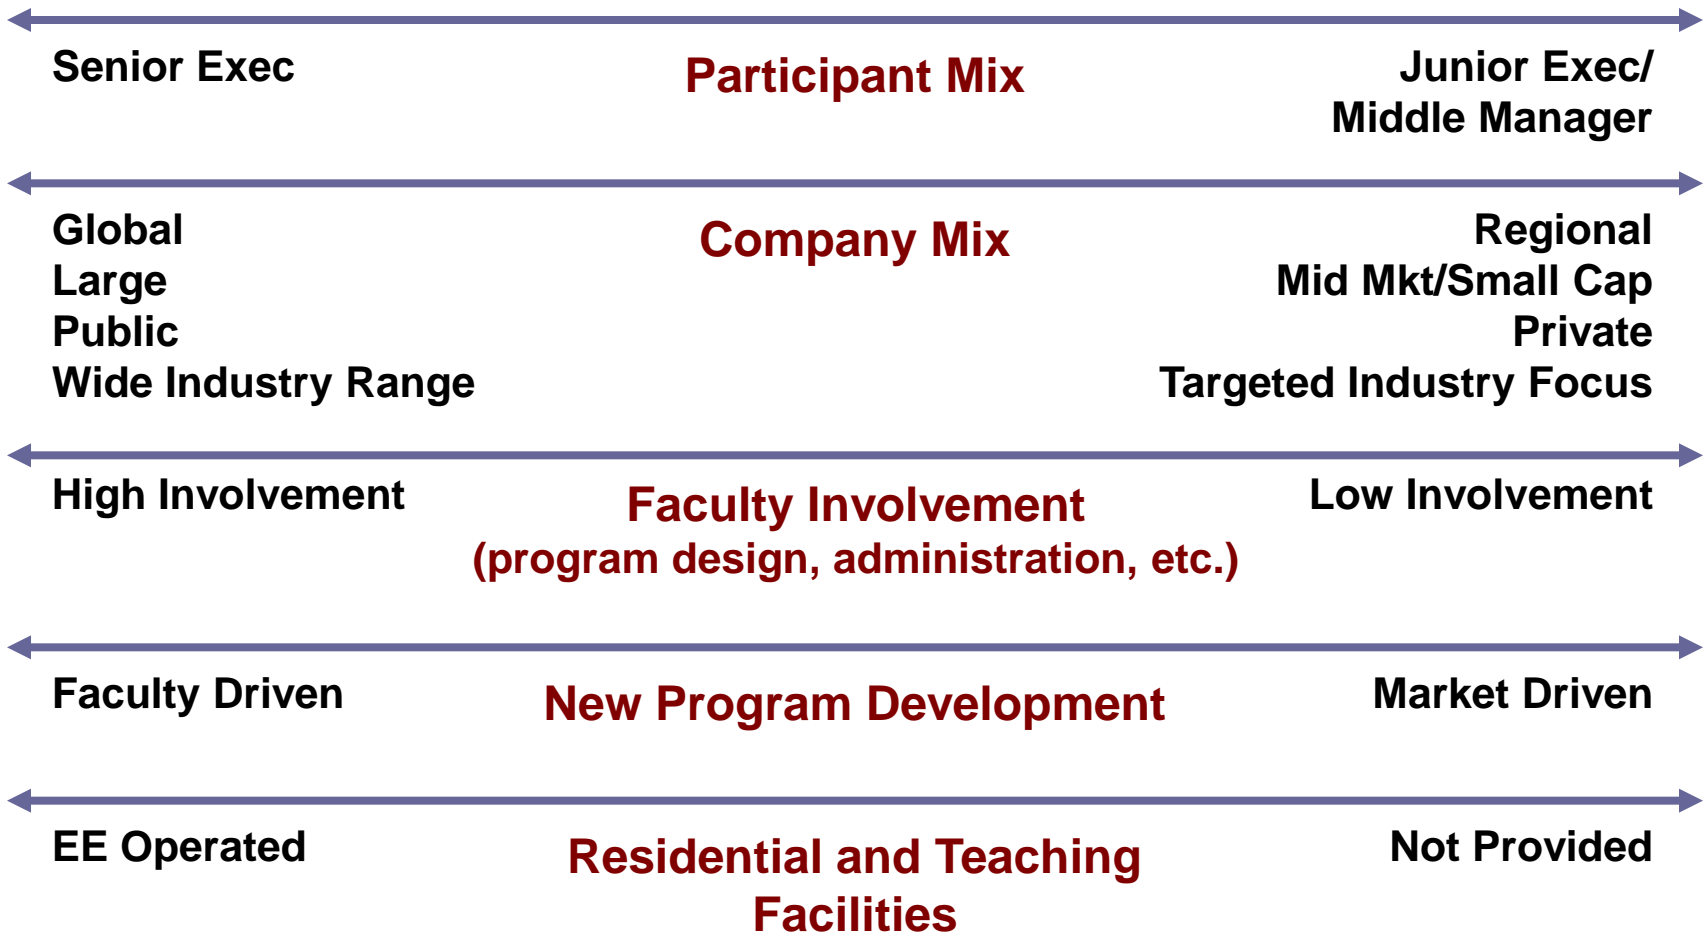 Senior Exec
Participant Mix
Junior Exec/
Middle Manager
Global
Large
Public
Wide Industry Range
Company Mix
Regional
Mid Mkt/Small Cap
Private
Targeted Industry Focus
High Involvement
Faculty Involvement
(program design, administration, etc.)
Low Involvement
Faculty Driven
New Program Development
Market Driven
EE Operated
Residential and Teaching
Facilities
Not Provided